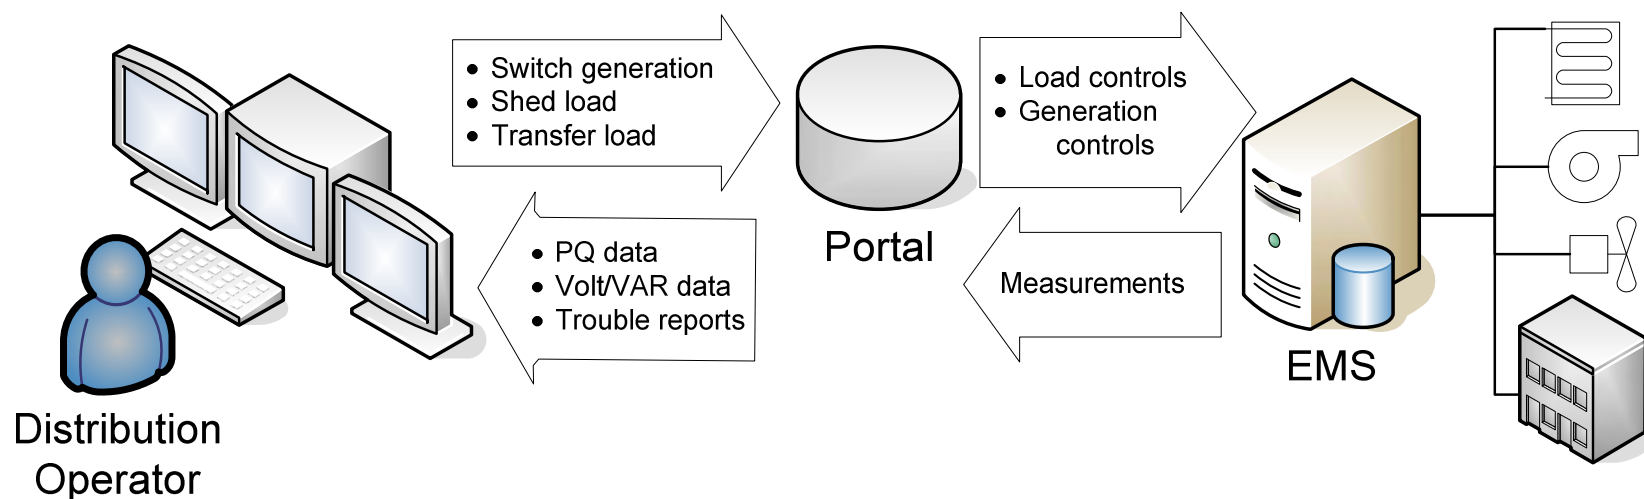 • Switch generation
• Shed load
• Transfer load
• PQ data
• Volt/VAR data
• Trouble reports
Distribution
Operator
Portal
• Load controls
• Generation
controls
Measurements
EMS